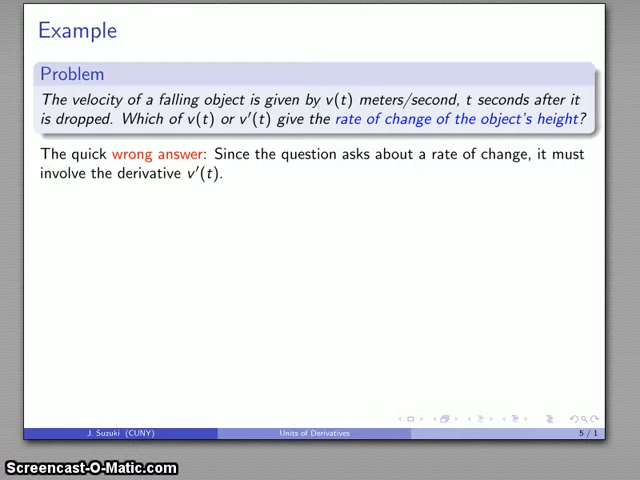 Example
Problem
The velocity of a falling object is given by v(t) meters/second, t seconds after it
is dropped. Which of v(t) or v′(t) give the rate of change of the object's height?
The quick wrong answer: Since the question asks about a rate of change, it must
involve the derivative v′(t).
J. Suzuki (CUNY) Units of Derivatives 5 / 1
Screencast-O-Matic.com